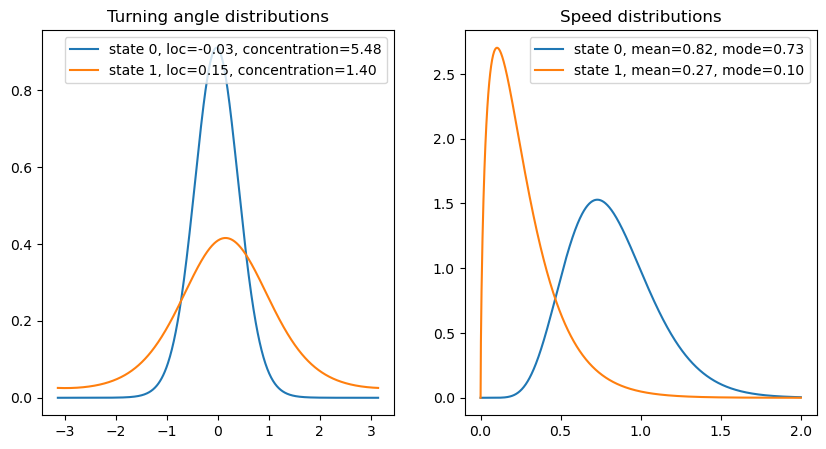 Turning angle distributions
state 0, loc=-0.03, concentration=5.48
state 1, loc=0.15, concentration=1.40
0.8
0.6
0.4
0.2
0.0
−3 −2 −1 0 1 2 3
Speed distributions
state 0, mean=0.82, mode=0.73
state 1, mean=0.27, mode=0.10
2.5
2.0
1.5
1.0
0.5
0.0
0.0 0.5 1.0 1.5 2.0